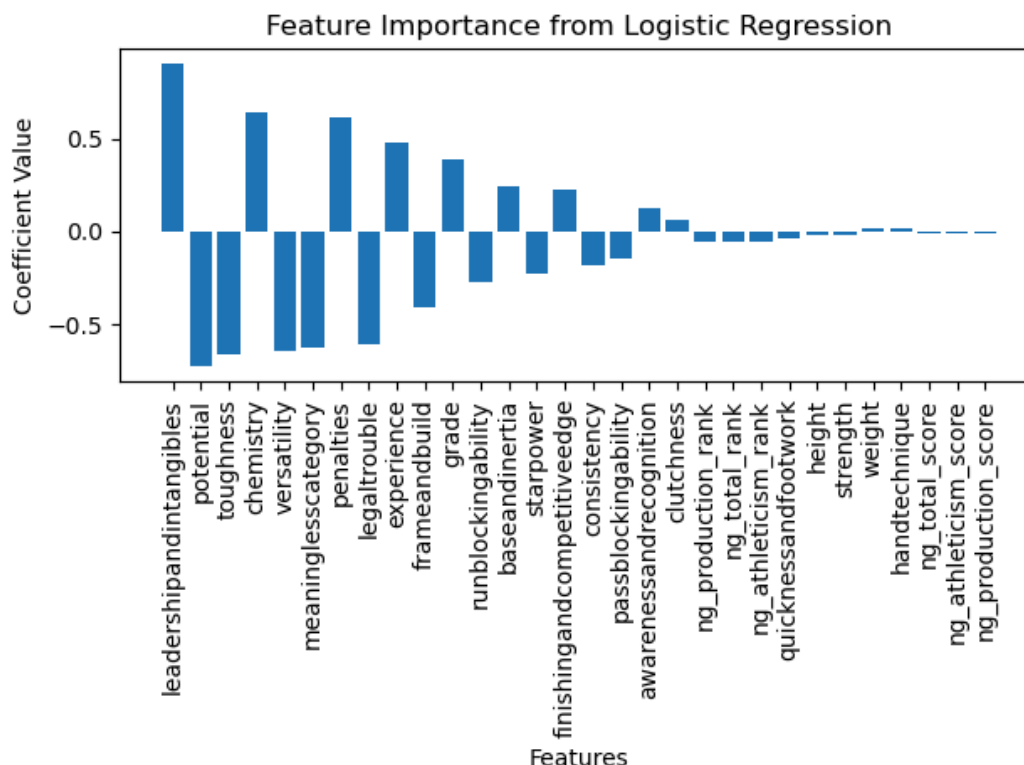 Feature Importance from Logistic Regression
Coefficient Value
0.5
0.0
−0.5
leadershipandintangibles
potential
toughness
chemistry
versatility
meaninglesscategory
penalties
legaltrouble
experience
frameandbuild
grade
runblockingability
baseandinertia
starpower
finishingandcompetitiveedge
consistency
passblockingability
awarenessandrecognition
clutchness
ng_production_rank
ng_total_rank
ng_athleticism_rank
quicknessandfootwork
height
strength
weight
handtechnique
ng_total_score
ng_athleticism_score
ng_production_score
Features